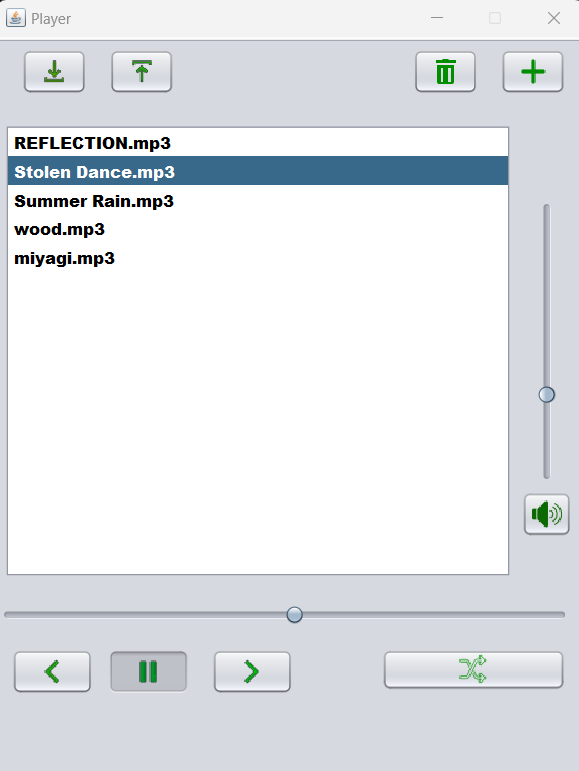 Player
REFLECTION.mp3
Stolen Dance.mp3
Summer Rain.mp3
wood.mp3
miyagi.mp3